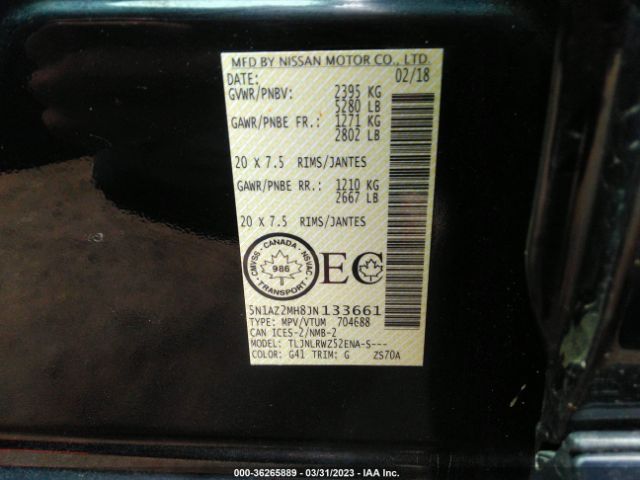 MFD BY NISSAN MOTOR CO., LTD.
DATE: 02/18
GVWR/PNBV: 2395 KG
5280 LB
GAWR/PNBE FR.: 1271 KG
2802 LB
20 X 7.5 RIMS/JANTES
GAWR/PNBE RR.: 1210 KG
2667 LB
20 X 7.5 RIMS/JANTES
CMVSS - CANADA - NSVAC
986
TRANSPORT
EC
5N1AZ2MH8JN133661
TYPE: MPV/VTUM 704688
CAN ICES-2/NMB-2
MODEL: TLJNLRWZ52ENA-S---
COLOR: G41 TRIM: G ZS70A
000-36265889 - 03/31/2023 - IAA Inc.